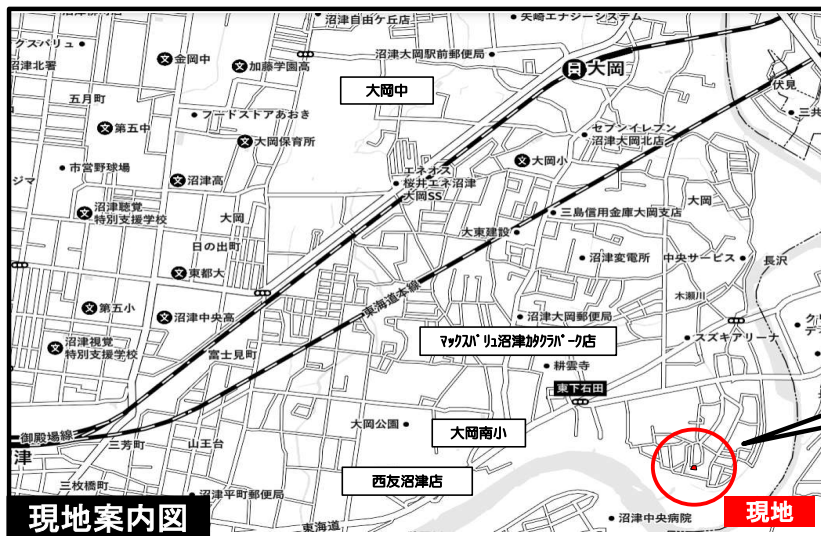 沼津自由ケ丘店
矢崎エナジーシステム
クスバリュ
沼津北署
金岡中
加藤学園高
沼津大岡駅前郵便局
大岡
大岡中
伏見
三共
五月町
フードストアあおき
第五中
大岡保育所
セブンイレブン
沼津大岡北店
市営野球場
ジマ
沼津高
エネオス
桜井エネ沼津
大岡SS
大岡小
大岡
沼津聴覚
特別支援学校
大岡
三島信用金庫大岡支店
日の出町
大東建設
東都大
沼津変電所
中央サービス
長沢
東海道本線
木瀬川
第五小
沼津中央高
沼津大岡郵便局
沼津視覚
特別支援学校
富士見町
マックスバリュ沼津カタクラパーク店
スズキアリーナ
耕雲寺
東下石田
御殿場線
三芳町
山王台
大岡公園
大岡南小
津
三枚橋町
沼津平町郵便局
西友沼津店
東海道
沼津中央病院
現地案内図
現地